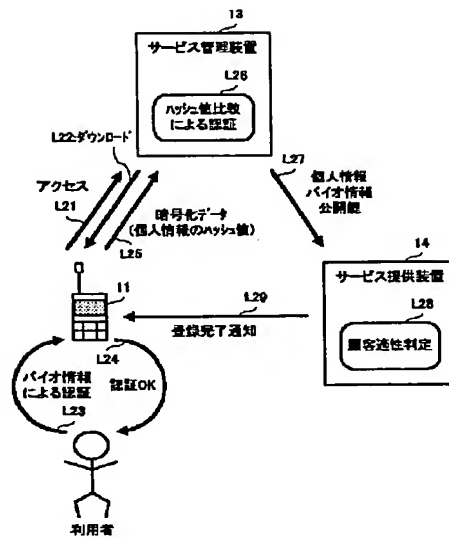 13
サービス管理装置
L26
ハッシュ値比較
による認証
L22:ダウンロード
L27
アクセス
L21
暗号化データ
(個人情報のハッシュ値)
L25
個人情報
バイオ情報
公開鍵
14
サービス提供装置
11
L29
登録完了通知
L28
顧客適性判定
L24
バイオ情報
による認証
L23
認証OK
利用者